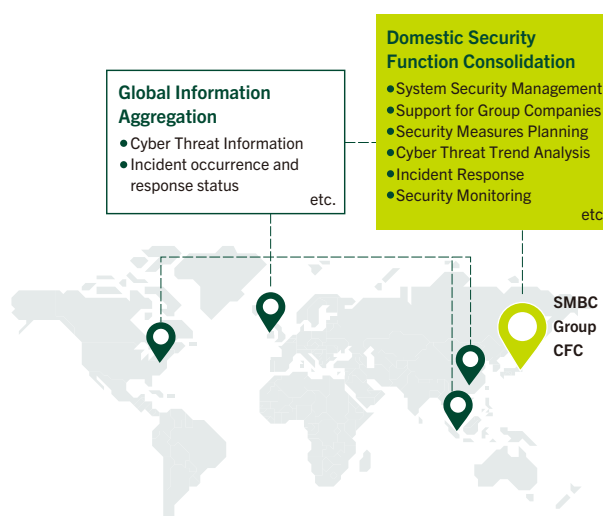 Domestic Security
Function Consolidation
●System Security Management
●Support for Group Companies
●Security Measures Planning
●Cyber Threat Trend Analysis
●Incident Response
●Security Monitoring
etc
Global Information
Aggregation
●Cyber Threat Information
●Incident occurrence and
response status
etc.
SMBC
Group
CFC